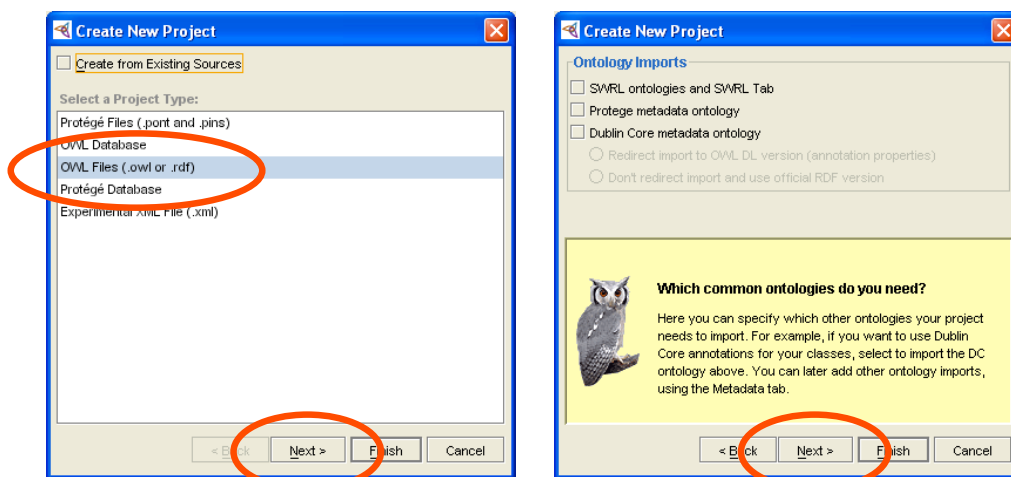 Create New Project
Create from Existing Sources
Select a Project Type:
Protégé Files (.pont and .pins)
OWL Database
OWL Files (.owl or .rdf)
Protégé Database
Experimental XML File (.xml)
< Back
Next >
Finish
Cancel
Create New Project
Ontology Imports
SWRL ontologies and SWRL Tab
Protege metadata ontology
Dublin Core metadata ontology
Redirect import to OWL DL version (annotation properties)
Don't redirect import and use official RDF version
Which common ontologies do you need?
Here you can specify which other ontologies your project
needs to import. For example, if you want to use Dublin
Core annotations for your classes, select to import the DC
ontology above. You can later add other ontology imports,
using the Metadata tab.
< Back
Next >
Finish
Cancel